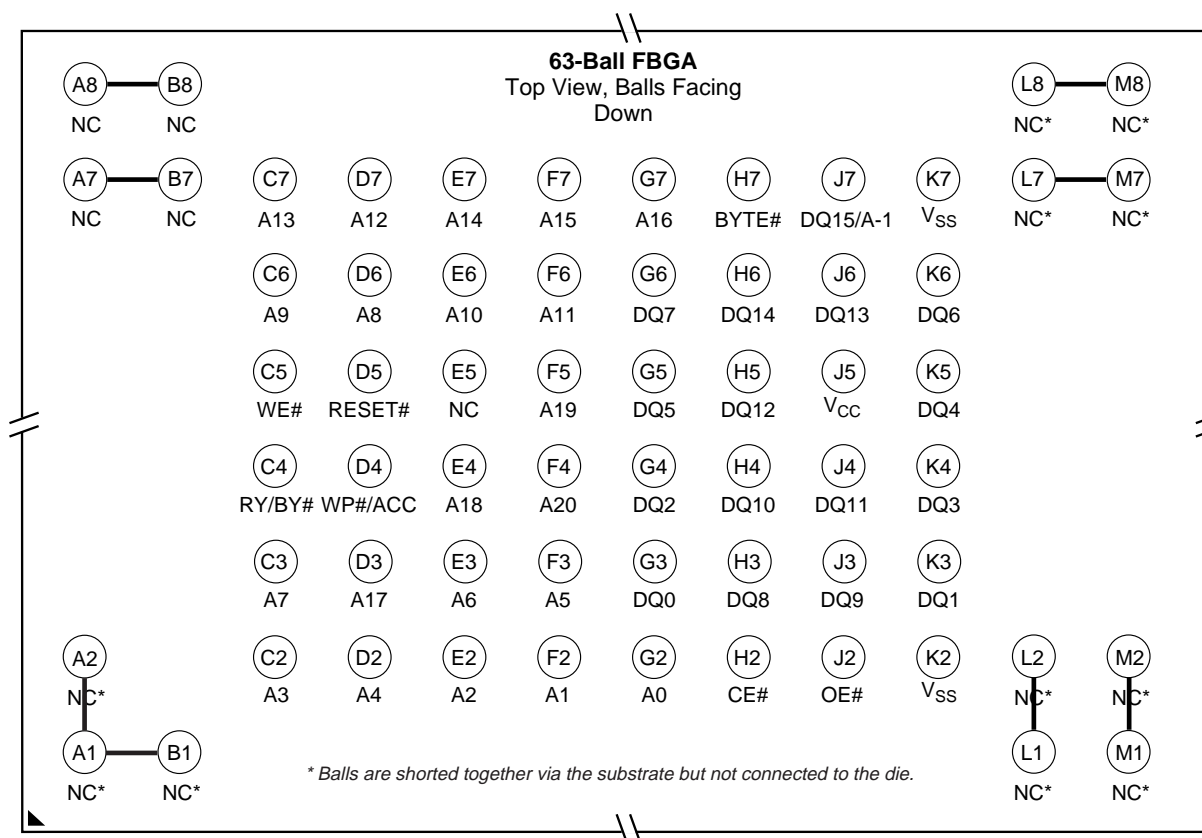 63-Ball FBGA
Top View, Balls Facing
Down
A8 B8 L8 M8
NC NC NC* NC*
A7 B7 C7 D7 E7 F7 G7 H7 J7 K7 L7 M7
NC NC A13 A12 A14 A15 A16 BYTE# DQ15/A-1 VSS NC* NC*
C6 D6 E6 F6 G6 H6 J6 K6
A9 A8 A10 A11 DQ7 DQ14 DQ13 DQ6
C5 D5 E5 F5 G5 H5 J5 K5
WE# RESET# NC A19 DQ5 DQ12 VCC DQ4
C4 D4 E4 F4 G4 H4 J4 K4
RY/BY# WP#/ACC A18 A20 DQ2 DQ10 DQ11 DQ3
C3 D3 E3 F3 G3 H3 J3 K3
A7 A17 A6 A5 DQ0 DQ8 DQ9 DQ1
A2 C2 D2 E2 F2 G2 H2 J2 K2 L2 M2
NC* A3 A4 A2 A1 A0 CE# OE# VSS NC* NC*
A1 B1 L1 M1
* Balls are shorted together via the substrate but not connected to the die.
NC* NC* NC* NC*